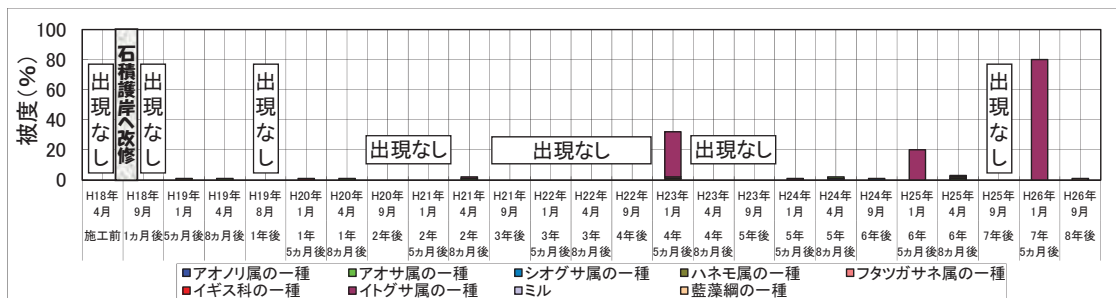 被度(%)
100
80
60
40
20
0
出現なし
石積護岸へ改修
出現なし
出現なし
出現なし
出現なし
出現なし
出現なし
H18年 H18年 H19年 H19年 H19年 H20年 H20年 H20年 H21年 H21年 H21年 H22年 H22年 H22年 H23年 H23年 H23年 H24年 H24年 H24年 H25年 H25年 H25年 H26年 H26年
4月 9月 1月 4月 8月 1月 4月 9月 1月 4月 9月 1月 4月 9月 1月 4月 9月 1月 4月 9月 1月 4月 9月 1月 9月
施工前 1ヵ月後 5ヵ月後 8ヵ月後 1年後 1年 1年 2年後 2年 2年 3年後 3年 3年 4年後 4年 4年 5年後 5年 5年 6年後 6年 6年 7年後 7年 8年後
5ヵ月後 8ヵ月後 5ヵ月後 8ヵ月後 5ヵ月後 8ヵ月後 5ヵ月後 8ヵ月後 5ヵ月後 8ヵ月後 5ヵ月後 8ヵ月後 5ヵ月後
アオノリ属の一種 アオサ属の一種 シオグサ属の一種 ハネモ属の一種 フタツガサネ属の一種
イギス科の一種 イトグサ属の一種 ミル 藍藻綱の一種